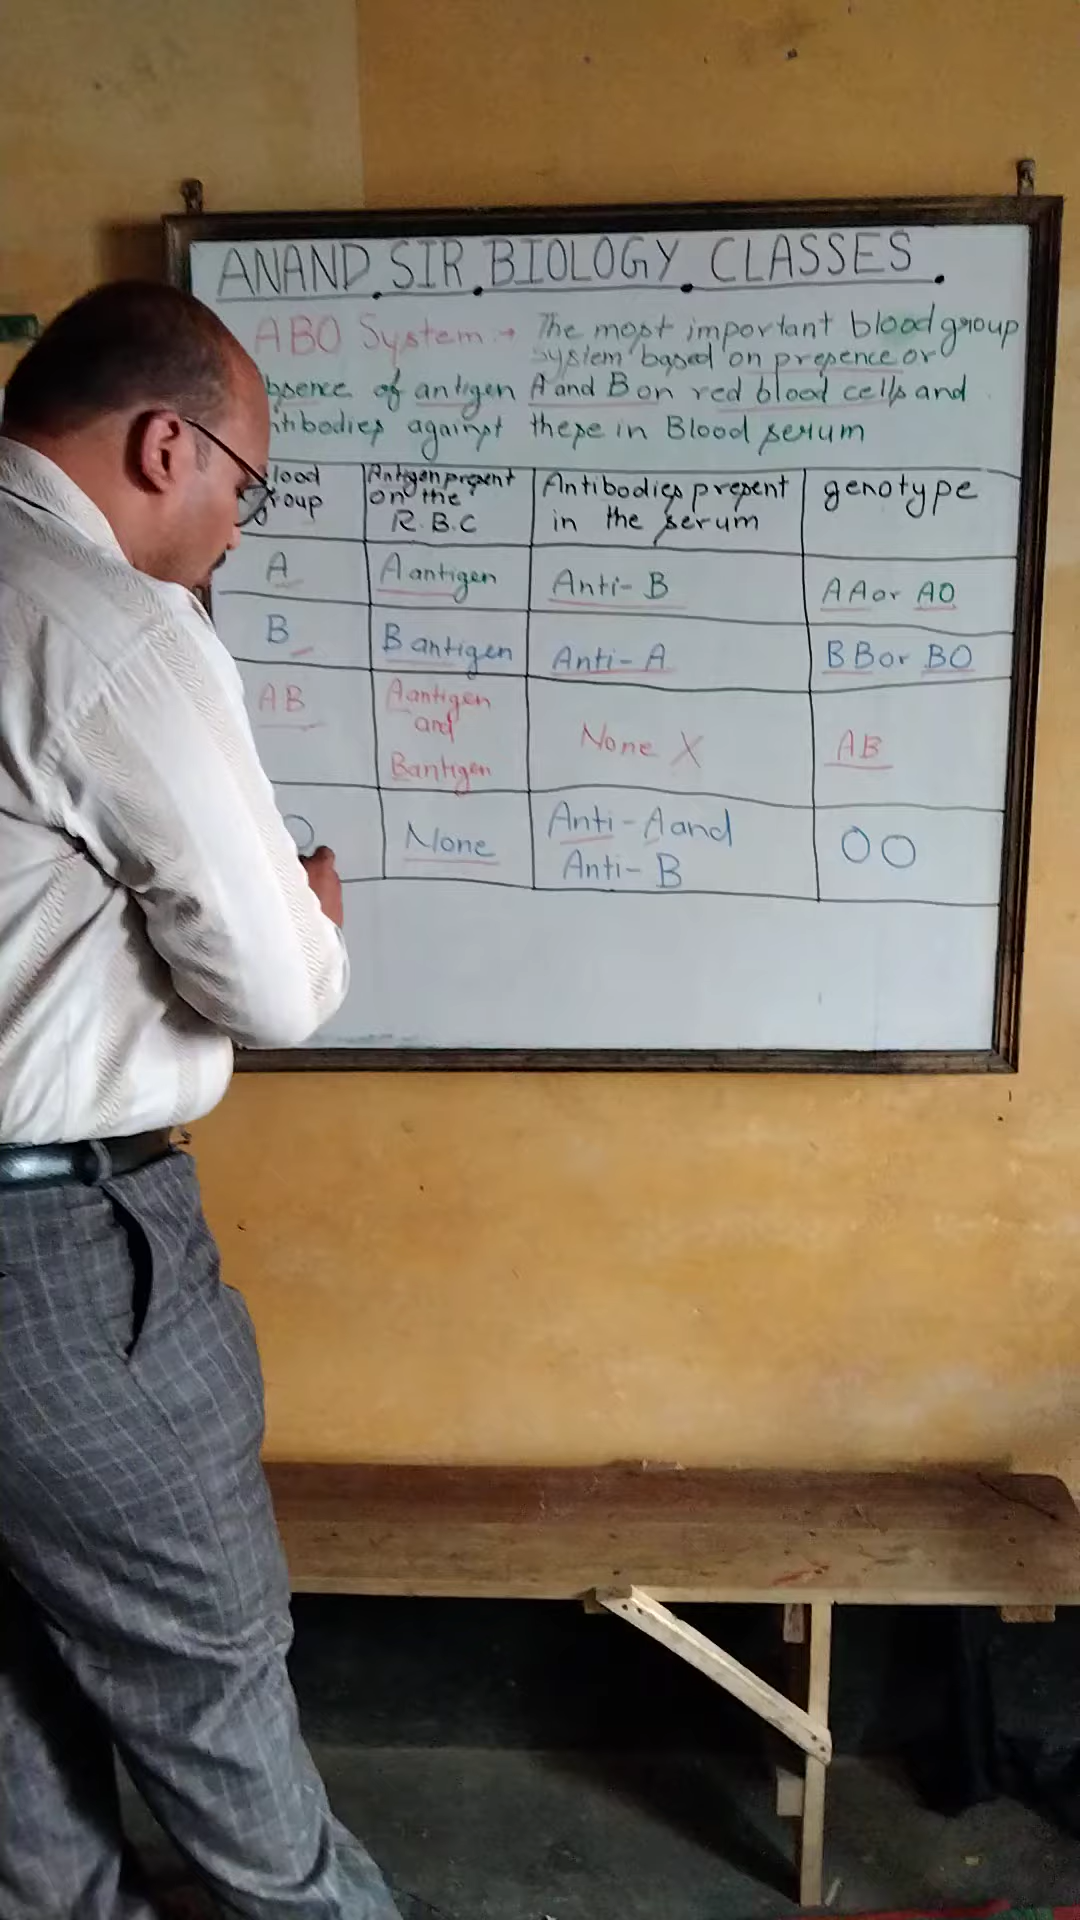 ANAND. SIR. BIOLOGY. CLASSES.
ABO System → The most important blood group
system based on presence or
bsence of antigen A and B on red blood cells and
ntibodies against these in Blood serum
lood
group
Antigen present
on the
R.B.C
Antibodies present
in the serum
genotype
A
A antigen
Anti-B
AA or AO
B
B antigen
Anti-A
BB or BO
AB
A antigen
and
B antigen
None X
AB
O
None
Anti-A and
Anti-B
OO